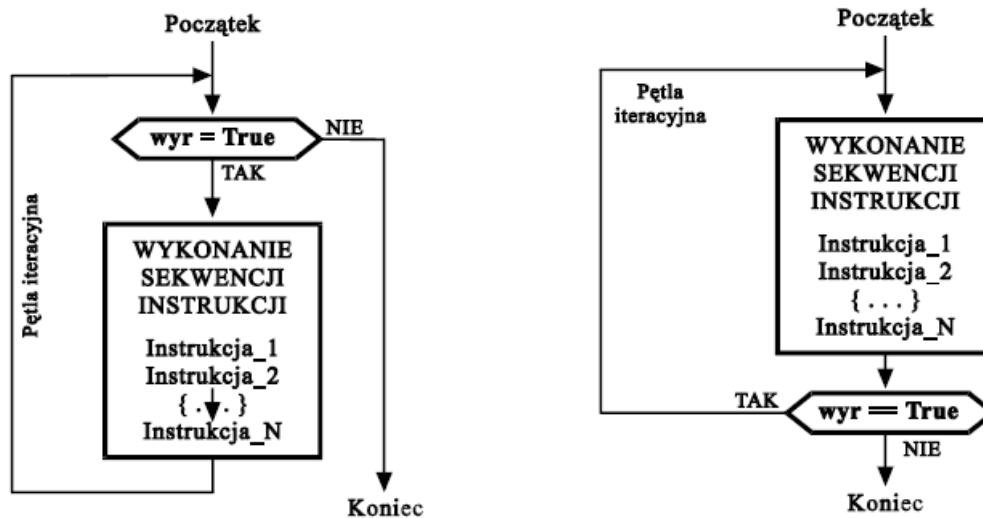 Początek
Pętla iteracyjna
wyr = True
NIE
TAK
WYKONANIE
SEKWENCJI
INSTRUKCJI
Instrukcja_1
Instrukcja_2
{ . . . }
Instrukcja_N
Koniec
Początek
Pętla
iteracyjna
WYKONANIE
SEKWENCJI
INSTRUKCJI
Instrukcja_1
Instrukcja_2
{ . . . }
Instrukcja_N
TAK
wyr == True
NIE
Koniec